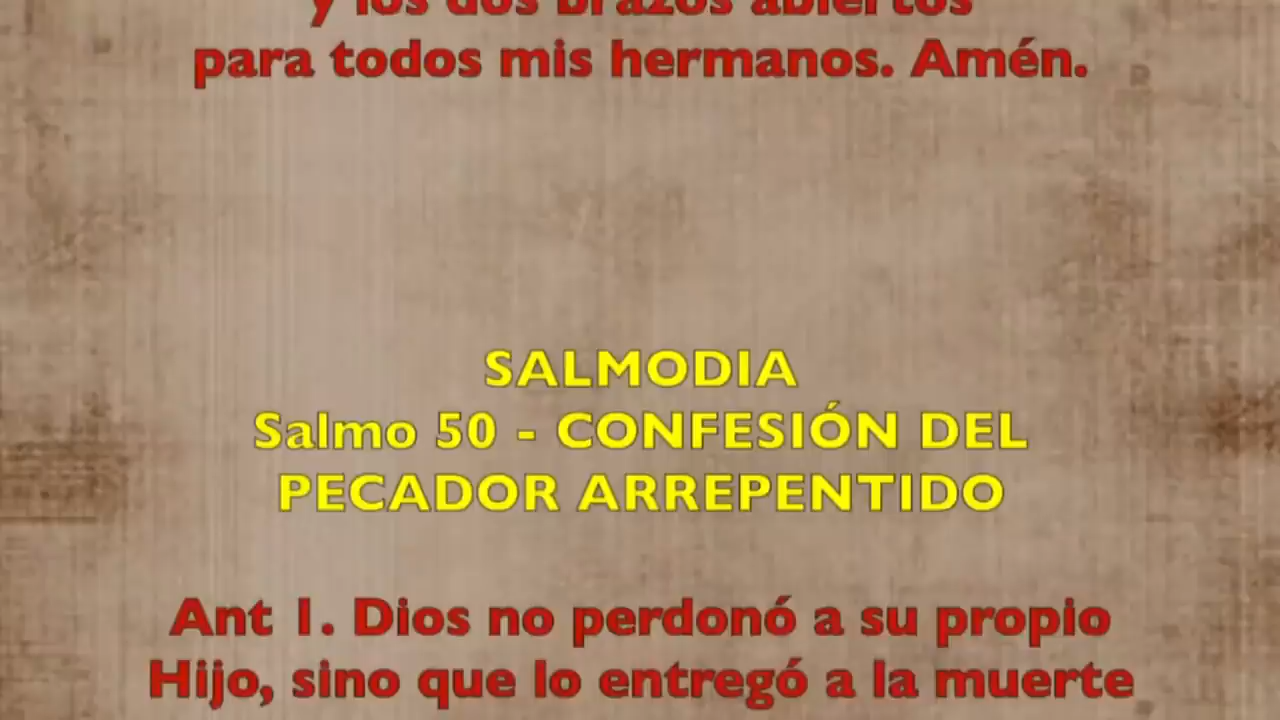 y los dos brazos abiertos
para todos mis hermanos. Amén.
SALMODIA
Salmo 50 - CONFESIÓN DEL
PECADOR ARREPENTIDO
Ant 1. Dios no perdonó a su propio
Hijo, sino que lo entregó a la muerte